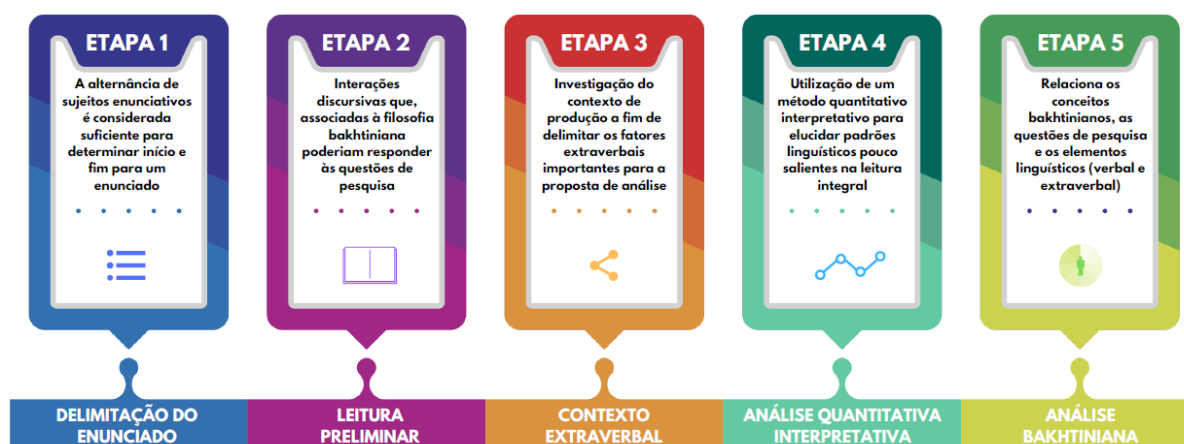 ETAPA 1
A alternância de
sujeitos enunciativos
é considerada
suficiente para
determinar início e
fim para um
enunciado
DELIMITAÇÃO DO
ENUNCIADO
ETAPA 2
Interações
discursivas que,
associadas à filosofia
bakhtiniana
poderiam responder
às questões de
pesquisa
LEITURA
PRELIMINAR
ETAPA 3
Investigação do
contexto de
produção a fim de
delimitar os fatores
extraverbais
importantes para a
proposta de análise
CONTEXTO
EXTRAVERBAL
ETAPA 4
Utilização de um
método quantitativo
interpretativo para
elucidar padrões
linguísticos pouco
salientes na leitura
integral
ANÁLISE QUANTITATIVA
INTERPRETATIVA
ETAPA 5
Relaciona os
conceitos
bakhtinianos, as
questões de pesquisa
e os elementos
linguísticos (verbal e
extraverbal)
ANÁLISE
BAKHTINIANA